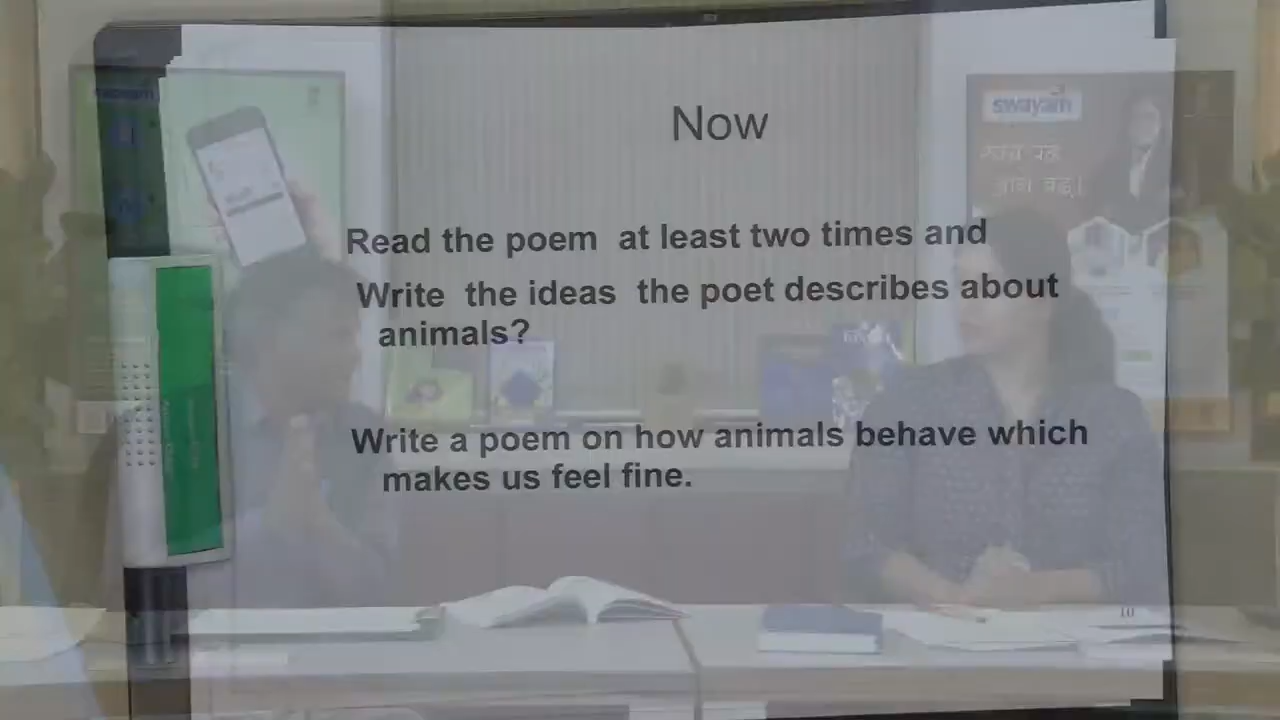 Now
swayam
Read the poem at least two times and
Write the ideas the poet describes about
animals?
Write a poem on how animals behave which
makes us feel fine.
10